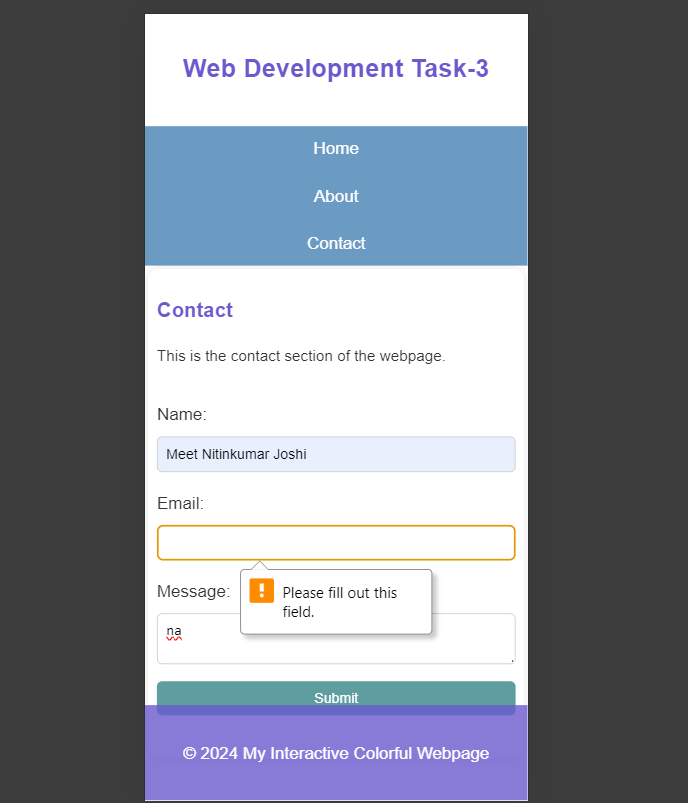 Web Development Task-3
Home
About
Contact
Contact
This is the contact section of the webpage.
Name:
Meet Nitinkumar Joshi
Email:
Please fill out this
field.
Message:
na
Submit
© 2024 My Interactive Colorful Webpage